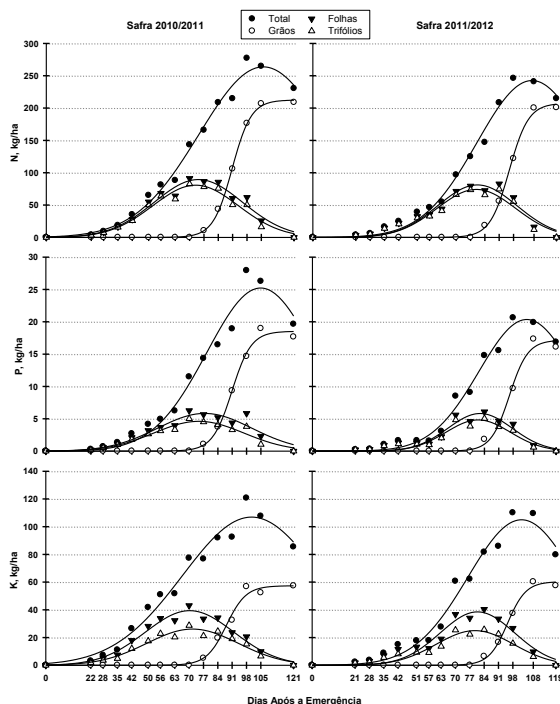 Safra 2010/2011
Safra 2011/2012
Total
Folhas
Grãos
Trifólios
N, kg/ha
300
250
200
150
100
50
0
P, kg/ha
30
25
20
15
10
5
0
K, kg/ha
140
120
100
80
60
40
20
0
0 22 28 35 42 50 56 63 70 77 84 91 98 105 121
0 21 28 35 42 51 57 63 70 77 84 91 98 108 119
Dias Após a Emergência